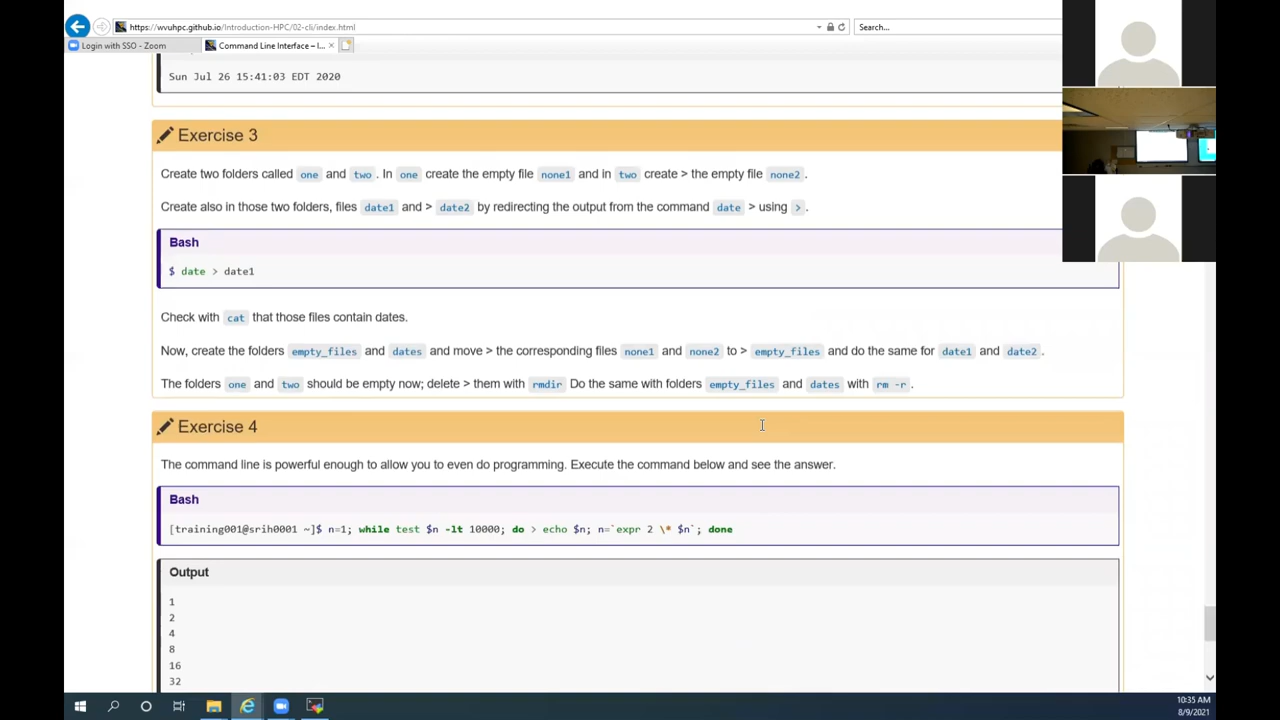 https://wvuhpc.github.io/Introduction-HPC/02-cli/index.html
Search...
Login with SSO - Zoom
Command Line Interface – I...
Sun Jul 26 15:41:03 EDT 2020
Exercise 3
Create two folders called one and two . In one create the empty file none1 and in two create > the empty file none2 .
Create also in those two folders, files date1 and > date2 by redirecting the output from the command date > using > .
Bash
$ date > date1
Check with cat that those files contain dates.
Now, create the folders empty_files and dates and move > the corresponding files none1 and none2 to > empty_files and do the same for date1 and date2 .
The folders one and two should be empty now; delete > them with rmdir Do the same with folders empty_files and dates with rm -r .
Exercise 4
The command line is powerful enough to allow you to even do programming. Execute the command below and see the answer.
Bash
[training001@srih0001 ~]$ n=1; while test $n -lt 10000; do > echo $n; n=`expr 2 \* $n`; done
Output
1
2
4
8
16
32
10:35 AM
8/9/2021